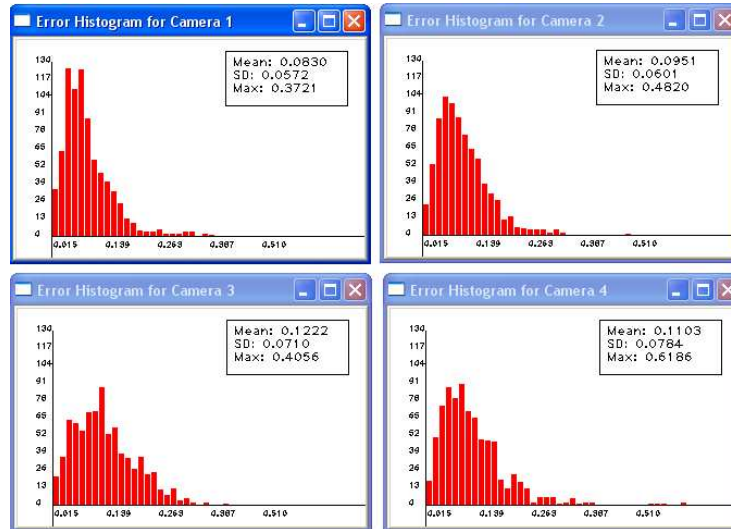 Error Histogram for Camera 1
Mean: 0.0830
SD: 0.0572
Max: 0.3721
130
117
104
91
78
65
52
39
26
13
0
0.015 0.139 0.263 0.387 0.510
Error Histogram for Camera 2
Mean: 0.0951
SD: 0.0601
Max: 0.4820
130
117
104
91
78
65
52
39
26
13
0
0.015 0.139 0.263 0.387 0.510
Error Histogram for Camera 3
Mean: 0.1222
SD: 0.0710
Max: 0.4056
130
117
104
91
78
65
52
39
26
13
0
0.015 0.139 0.263 0.387 0.510
Error Histogram for Camera 4
Mean: 0.1103
SD: 0.0784
Max: 0.6186
130
117
104
91
78
65
52
39
26
13
0
0.015 0.139 0.263 0.387 0.510